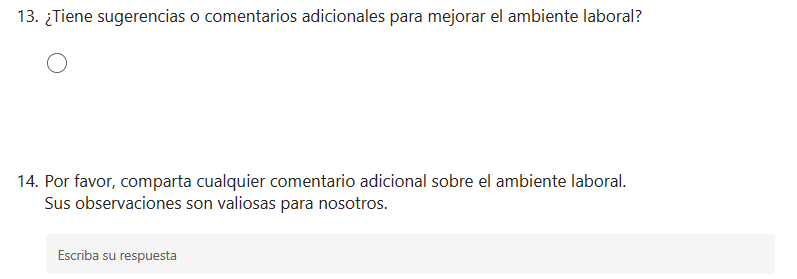 13. ¿Tiene sugerencias o comentarios adicionales para mejorar el ambiente laboral?
14. Por favor, comparta cualquier comentario adicional sobre el ambiente laboral.
Sus observaciones son valiosas para nosotros.
Escriba su respuesta